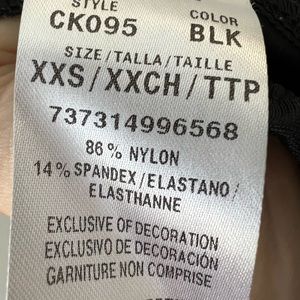 STYLE COLOR
CK095 BLK
SIZE/TALLA/TAILLE
XXS/XXCH/TTP
737314996568
86% NYLON
14% SPANDEX/ELASTANO/
ELASTHANNE
EXCLUSIVE OF DECORATION
EXCLUSIVO DE DECORACIÓN
GARNITURE NON COMPRISE